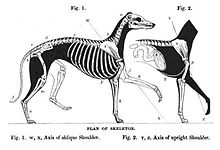 Fig. 1. Fig. 2.
PLAN OF SKELETON.
Fig. 1. W, X, Axis of oblique Shoulder. Fig. 2. Y, Z, Axis of upright Shoulder.